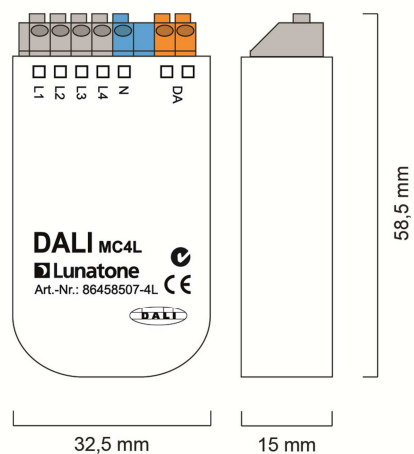 L1 L2 L3 L4 N DA
DALI MC4L
Lunatone
Art.-Nr.: 86458507-4L CE
DALI
58,5 mm
32,5 mm
15 mm